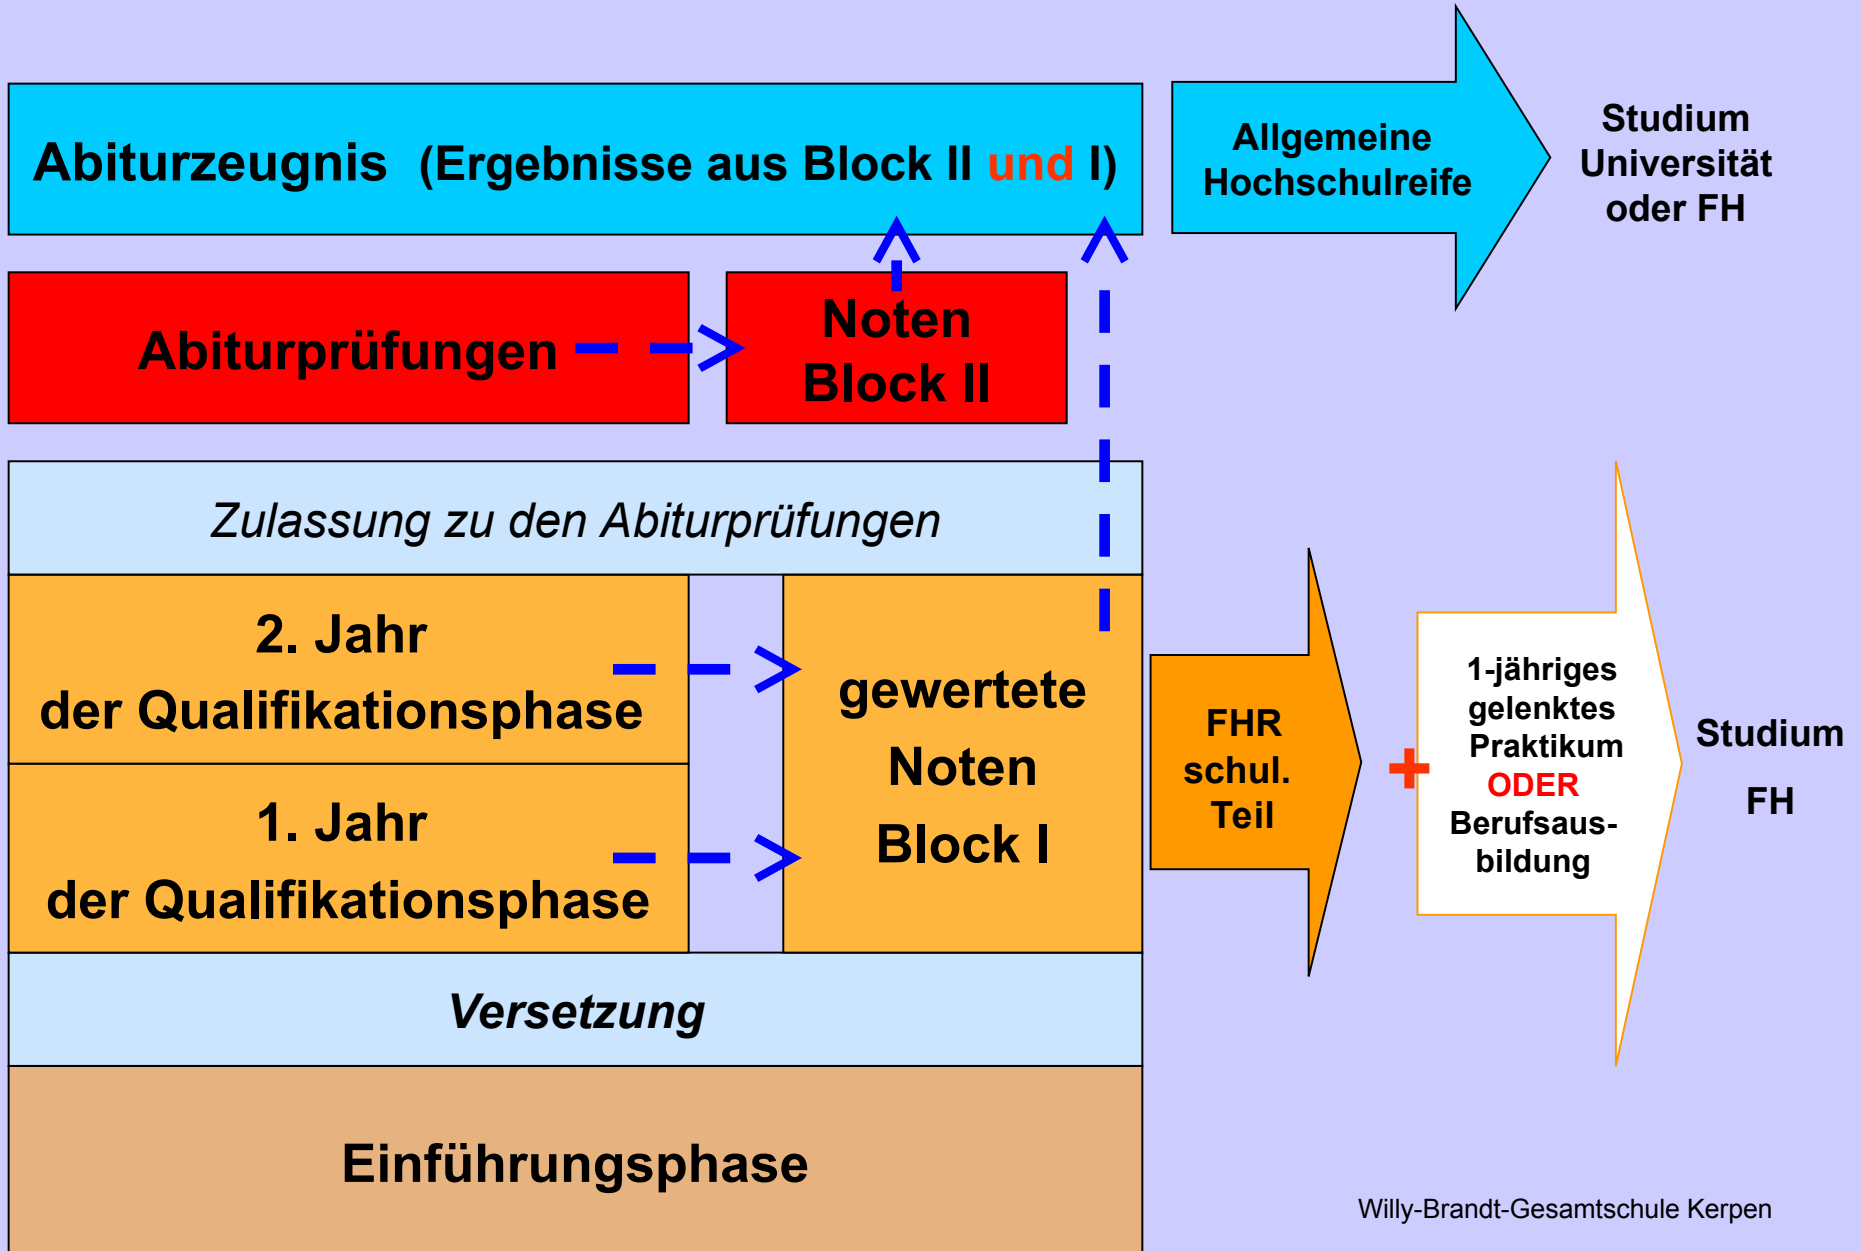 Abiturzeugnis (Ergebnisse aus Block II und I)
Allgemeine
Hochschulreife
Studium
Universität
oder FH
Abiturprüfungen
Noten
Block II
Zulassung zu den Abiturprüfungen
2. Jahr
der Qualifikationsphase
1. Jahr
der Qualifikationsphase
gewertete
Noten
Block I
FHR
schul.
Teil
+
1-jähriges
gelenktes
Praktikum
ODER
Berufsaus-
bildung
Studium
FH
Versetzung
Einführungsphase
Willy-Brandt-Gesamtschule Kerpen